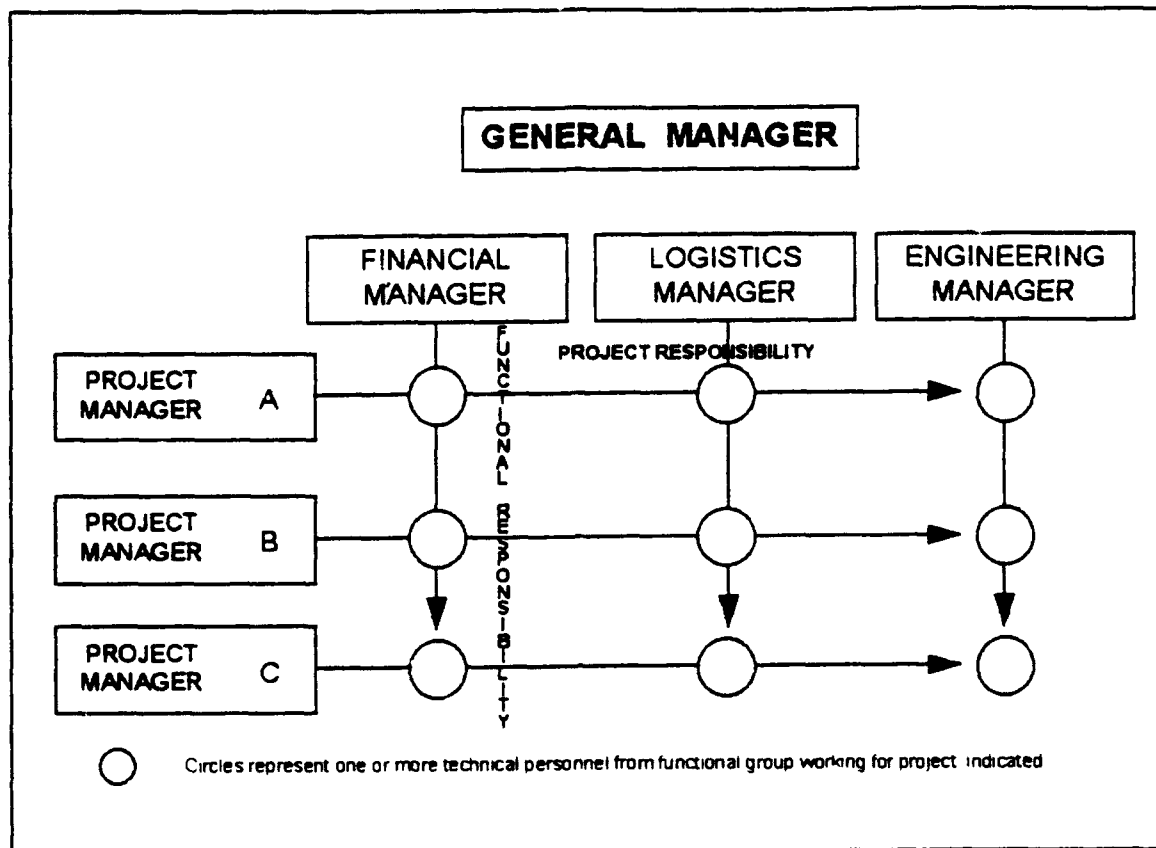 GENERAL MANAGER
FINANCIAL
MANAGER
LOGISTICS
MANAGER
ENGINEERING
MANAGER
FUNCTIONAL RESPONSIBILITY
PROJECT RESPONSIBILITY
PROJECT
MANAGER A
PROJECT
MANAGER B
PROJECT
MANAGER C
Circles represent one or more technical personnel from functional group working for project indicated